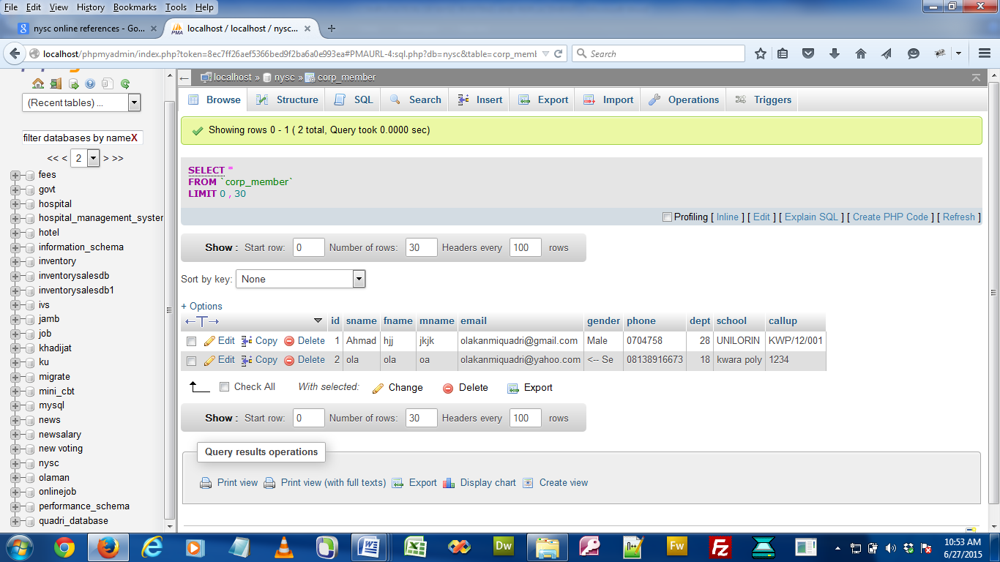 File Edit View History Bookmarks Tools Help
nysc online references - Go... localhost / localhost / nysc...
localhost/phpmyadmin/index.php?token=8ec7ff26aef5366bed9f2ba6a0e993ea#PMAURL-4:sql.php?db=nysc&table=corp_memb Search
(Recent tables) ...
filter databases by name X
<< < 2 > >>
fees
govt
hospital
hospital_management_system
hotel
information_schema
inventory
inventorysalesdb
inventorysalesdb1
ivs
jamb
job
khadijat
ku
migrate
mini_cbt
mysql
news
newsalary
new voting
nysc
olaman
onlinejob
performance_schema
quadri_database
localhost » nysc » corp_member
Browse Structure SQL Search Insert Export Import Operations Triggers
Showing rows 0 - 1 ( 2 total, Query took 0.0000 sec)
SELECT *
FROM `corp_member`
LIMIT 0 , 30
Profiling [ Inline ] [ Edit ] [ Explain SQL ] [ Create PHP Code ] [ Refresh ]
Show : Start row: 0 Number of rows: 30 Headers every 100 rows
Sort by key: None
+ Options
←T→ id sname fname mname email gender phone dept school callup
Edit Copy Delete 1 Ahmad hjj jkjk olakanmiquadri@gmail.com Male 0704758 28 UNILORIN KWP/12/001
Edit Copy Delete 2 ola ola oa olakanmiquadri@yahoo.com <-- Se 08138916673 18 kwara poly 1234
Check All With selected: Change Delete Export
Show : Start row: 0 Number of rows: 30 Headers every 100 rows
Query results operations
Print view Print view (with full texts) Export Display chart Create view
Dw Fw Fz
10:53 AM
6/27/2015